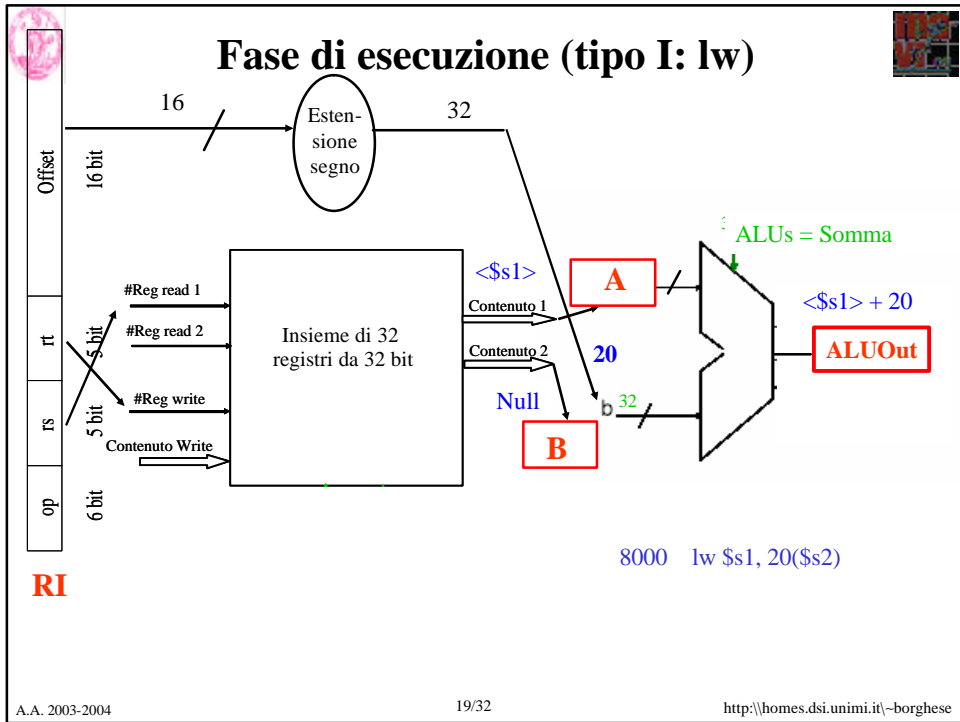 Fase di esecuzione (tipo I: lw)
16
Esten-
sione
segno
32
Offset
16 bit
ALUs = Somma
<$s1>
#Reg read 1
Contenuto 1
A
<$s1> + 20
rt
5 bit
#Reg read 2
Insieme di 32
registri da 32 bit
Contenuto 2
20
ALUOut
rs
5 bit
#Reg write
Null
b
32
Contenuto Write
B
op
6 bit
8000 lw $s1, 20($s2)
RI
A.A. 2003-2004
19/32
http:\\homes.dsi.unimi.it\~borghese